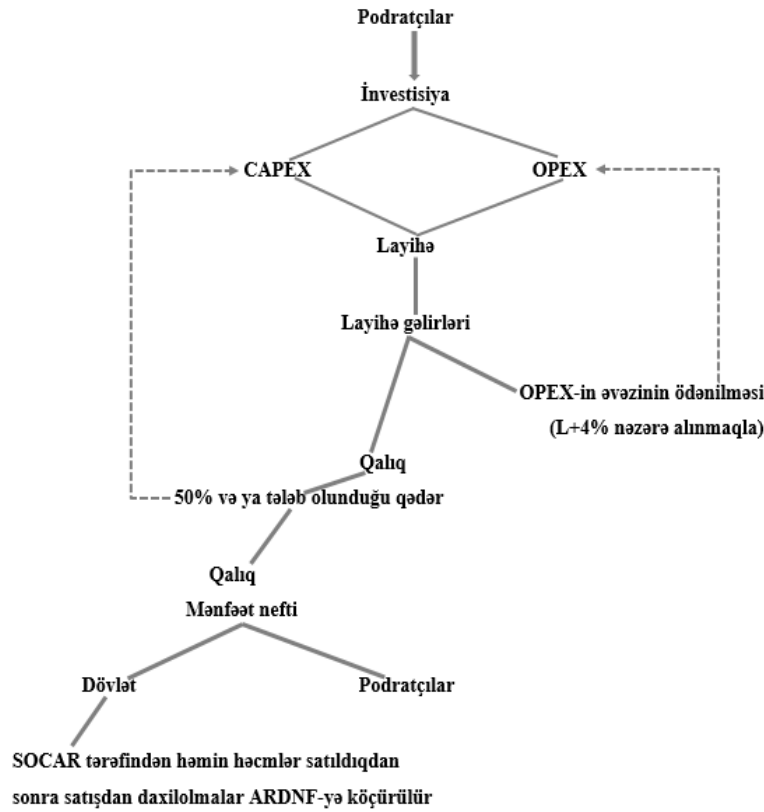 Podratçılar
İnvestisiya
CAPEX
OPEX
Layihə
Layihə gəlirləri
OPEX-in əvəzinin ödənilməsi
(L+4% nəzərə alınmaqla)
Qalıq
50% və ya tələb olunduğu qədər
Qalıq
Mənfəət nefti
Dövlət
Podratçılar
SOCAR tərəfindən həmin həcmlər satıldıqdan
sonra satışdan daxilolmalar ARDNF-yə köçürülür